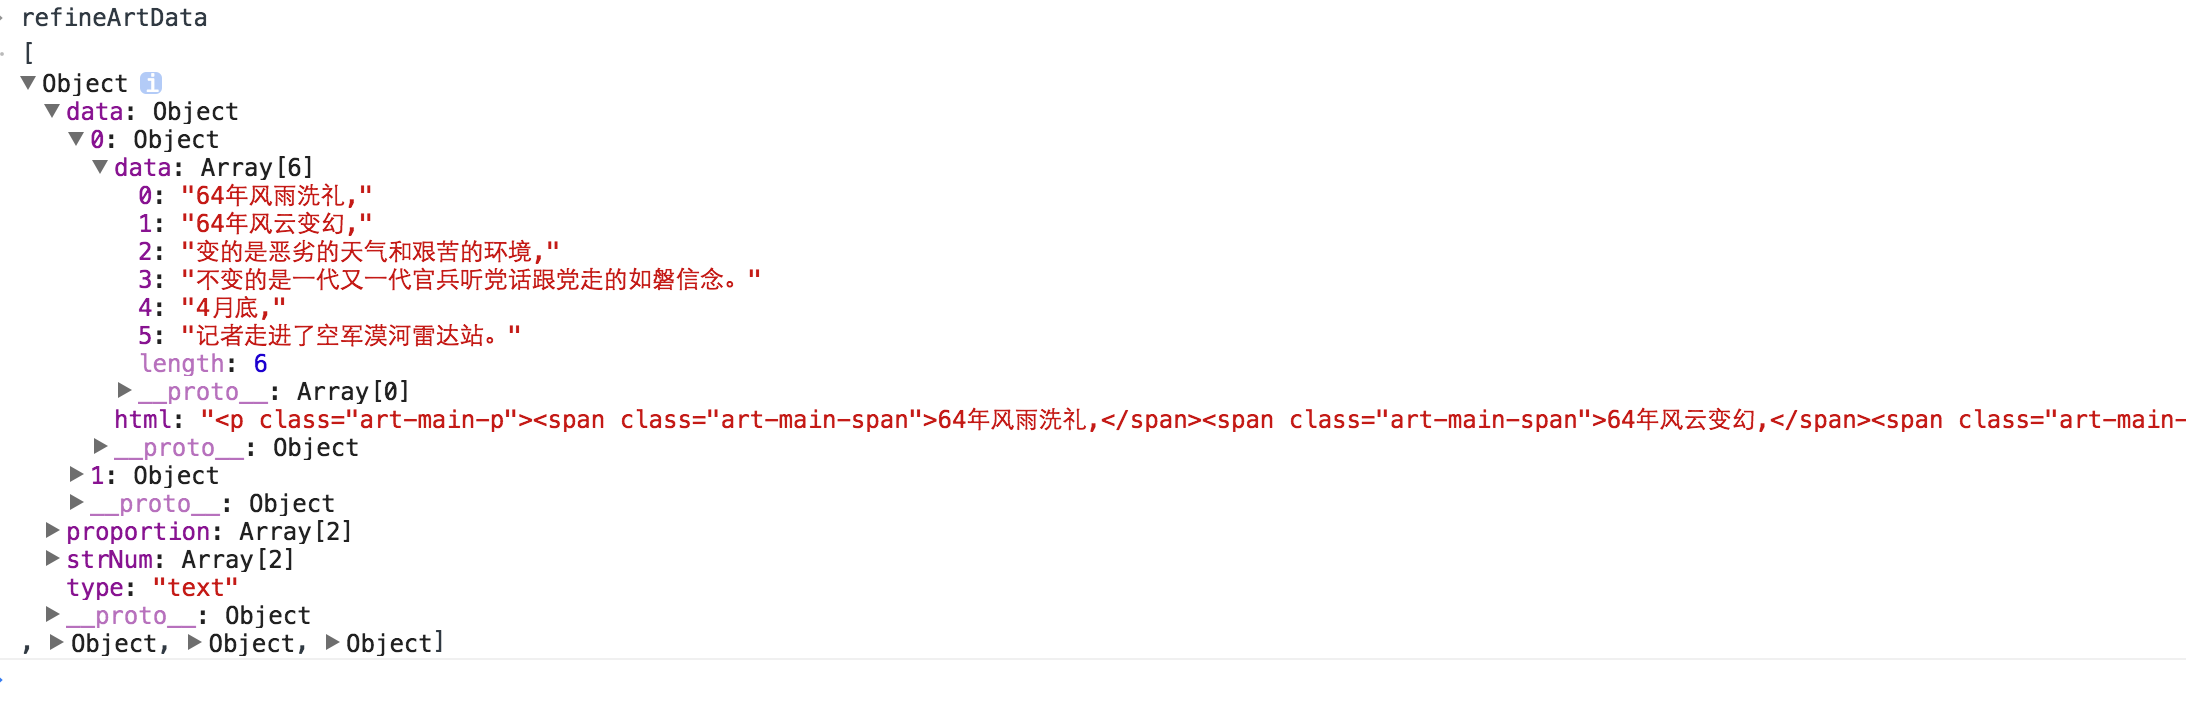 refineArtData
[
Object i
data: Object
0: Object
data: Array[6]
0: "64年风雨洗礼,"
1: "64年风云变幻,"
2: "变的是恶劣的天气和艰苦的环境,"
3: "不变的是一代又一代官兵听党话跟党走的如磐信念。"
4: "4月底,"
5: "记者走进了空军漠河雷达站。"
length: 6
__proto__: Array[0]
html: "<p class="art-main-p"><span class="art-main-span">64年风雨洗礼,</span><span class="art-main-span">64年风云变幻,</span><span class="art-main-
__proto__: Object
1: Object
__proto__: Object
proportion: Array[2]
strNum: Array[2]
type: "text"
__proto__: Object
, Object, Object, Object]